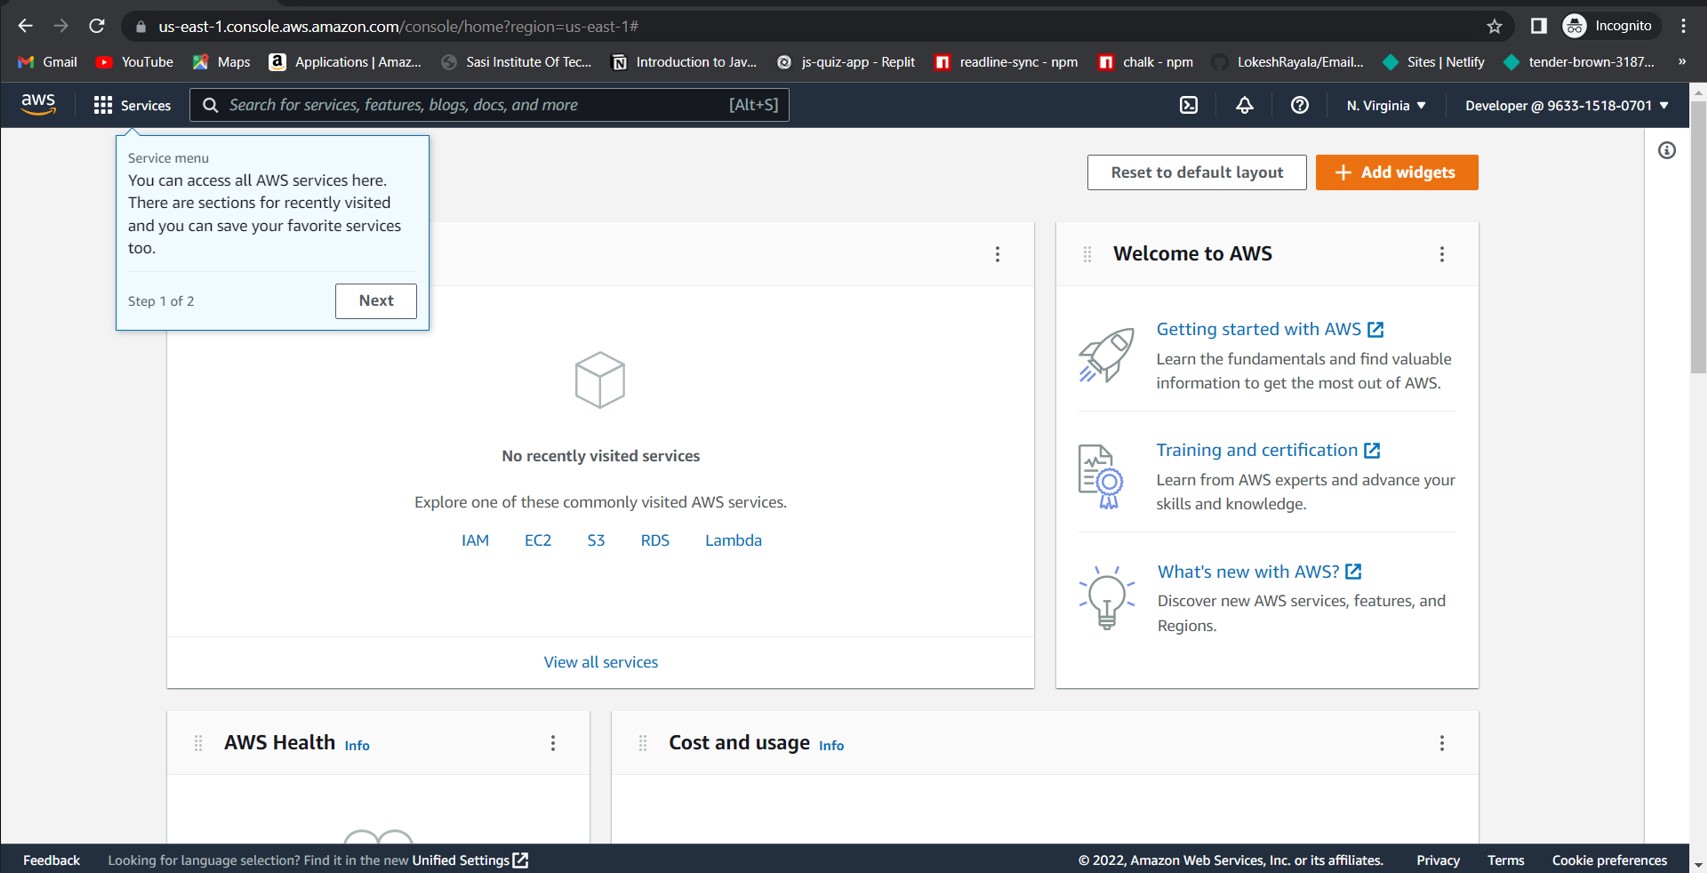 us-east-1.console.aws.amazon.com/console/home?region=us-east-1#
Incognito
Gmail
YouTube
Maps
Applications | Amaz...
Sasi Institute Of Tec...
Introduction to Jav...
js-quiz-app - Replit
readline-sync - npm
chalk - npm
LokeshRayala/Email...
Sites | Netlify
tender-brown-3187...
»
aws
Services
Search for services, features, blogs, docs, and more
[Alt+S]
N. Virginia
Developer @ 9633-1518-0701
Service menu
You can access all AWS services here.
There are sections for recently visited
and you can save your favorite services
too.
Step 1 of 2
Next
Reset to default layout
+ Add widgets
No recently visited services
Explore one of these commonly visited AWS services.
IAM
EC2
S3
RDS
Lambda
View all services
Welcome to AWS
Getting started with AWS
Learn the fundamentals and find valuable
information to get the most out of AWS.
Training and certification
Learn from AWS experts and advance your
skills and knowledge.
What's new with AWS?
Discover new AWS services, features, and
Regions.
AWS Health Info
Cost and usage Info
Feedback
Looking for language selection? Find it in the new Unified Settings
© 2022, Amazon Web Services, Inc. or its affiliates.
Privacy
Terms
Cookie preferences